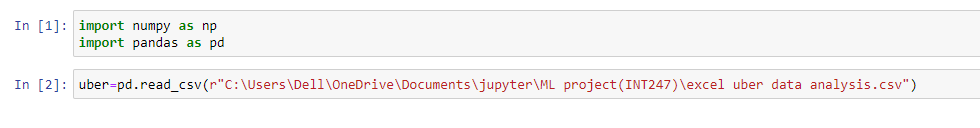 In [1]: import numpy as np
import pandas as pd
In [2]: uber=pd.read_csv(r"C:\Users\Dell\OneDrive\Documents\jupyter\ML project(INT247)\excel uber data analysis.csv")